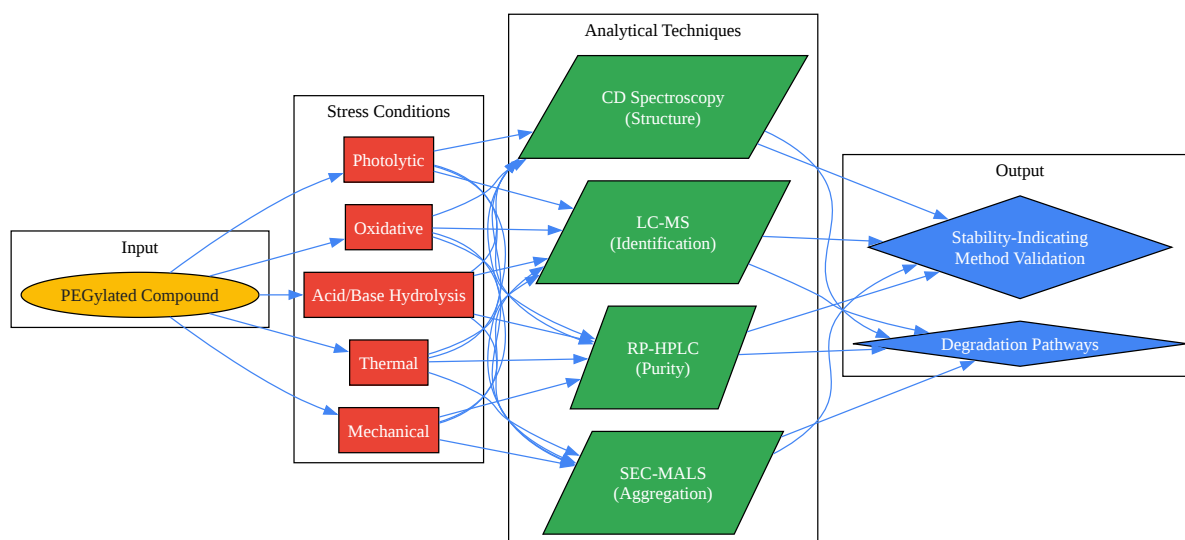 Input
PEGylated Compound
Stress Conditions
Photolytic
Oxidative
Acid/Base Hydrolysis
Thermal
Mechanical
Analytical Techniques
CD Spectroscopy
(Structure)
LC-MS
(Identification)
RP-HPLC
(Purity)
SEC-MALS
(Aggregation)
Output
Stability-Indicating
Method Validation
Degradation Pathways